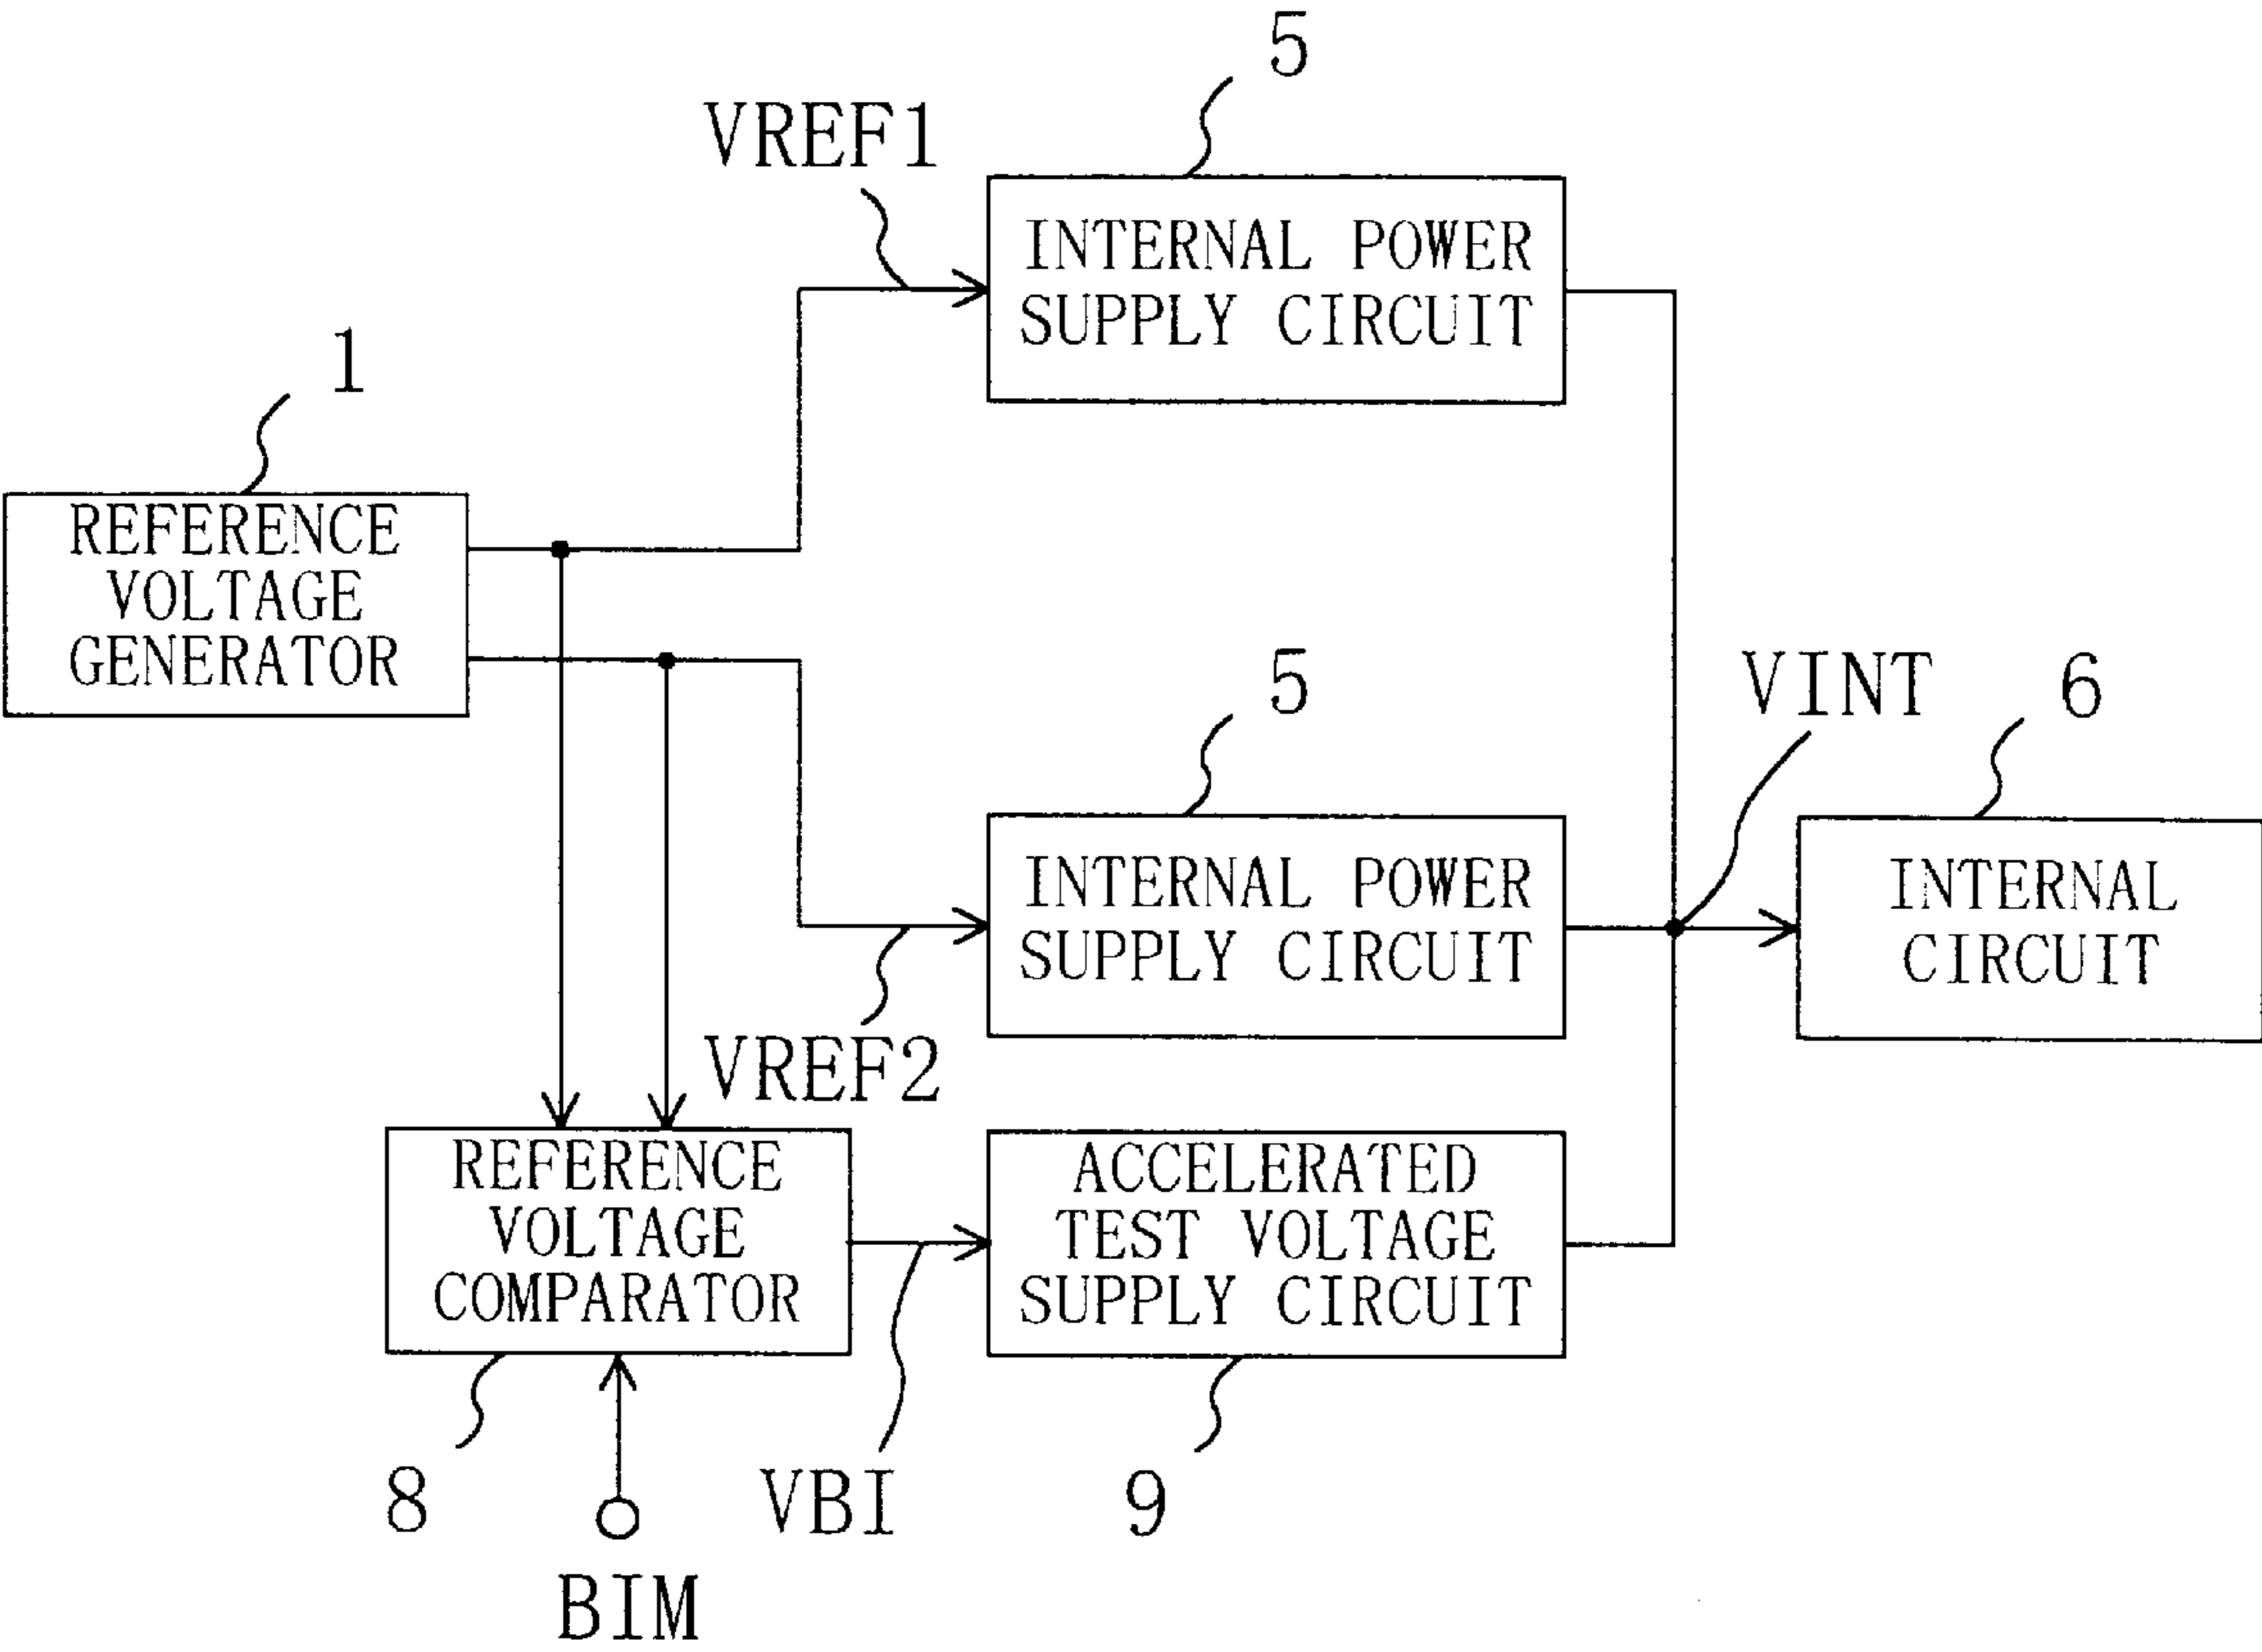 5
VREF1
INTERNAL POWER
SUPPLY CIRCUIT
1
REFERENCE
VOLTAGE
GENERATOR
5
VINT
6
INTERNAL POWER
SUPPLY CIRCUIT
INTERNAL
CIRCUIT
VREF2
REFERENCE
VOLTAGE
COMPARATOR
ACCELERATED
TEST VOLTAGE
SUPPLY CIRCUIT
8
VBI
9
BIM